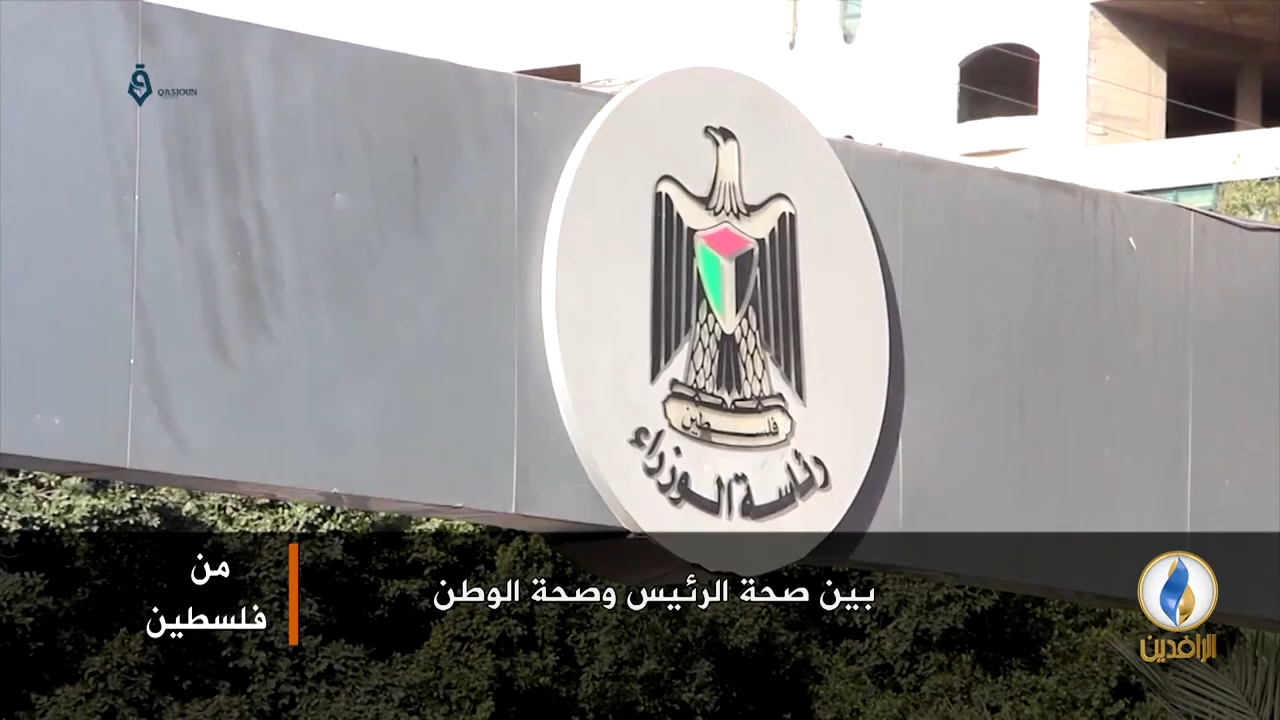 QASIOUN
فلسطين
رئاسة الوزراء
بين صحة الرئيس وصحة الوطن
من
فلسطين
الرافدين